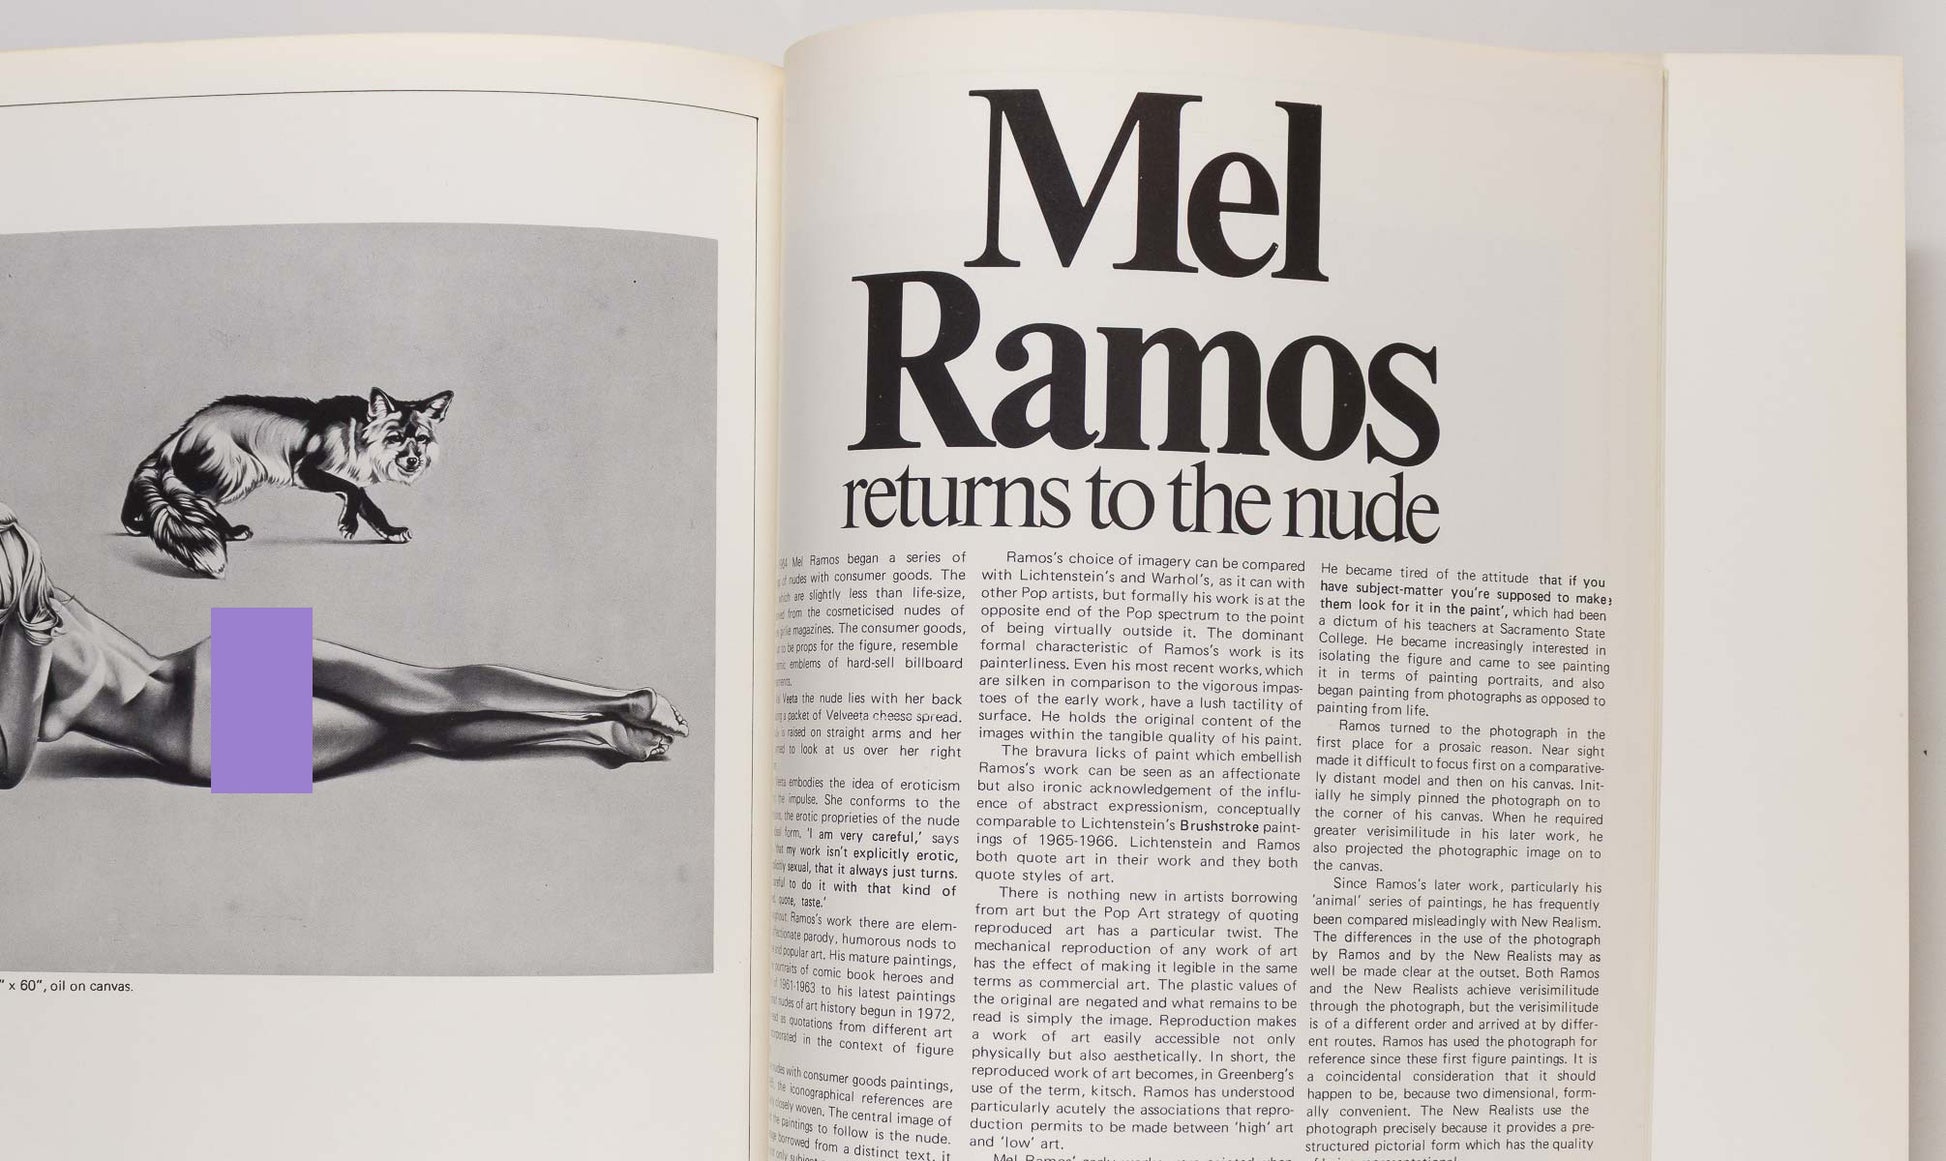 " x 60", oil on canvas.
Mel
Ramos
returns to the nude
Mel Ramos began a series of
of nudes with consumer goods. The
are slightly less than life-size,
from the cosmeticised nudes of
magazines. The consumer goods,
to be props for the figure, resemble
emblems of hard-sell billboard
Veeta the nude lies with her back
a packet of Velveeta cheese spread.
is raised on straight arms and her
to look at us over her right
embodies the idea of eroticism
impulse. She conforms to the
the erotic proprieties of the nude
form, 'I am very careful,' says
that my work isn't explicitly erotic,
sexual, that it always just turns.
to do it with that kind of
quote, taste.'
Ramos's work there are elem-
parody, humorous nods to
and popular art. His mature paintings,
portraits of comic book heroes and
of 1961-1963 to his latest paintings
nudes of art history begun in 1972,
as quotations from different art
in the context of figure
with consumer goods paintings,
the iconographical references are
closely woven. The central image of
the paintings to follow is the nude.
borrowed from a distinct text, it
Ramos's choice of imagery can be compared
with Lichtenstein's and Warhol's, as it can with
other Pop artists, but formally his work is at the
opposite end of the Pop spectrum to the point
of being virtually outside it. The dominant
formal characteristic of Ramos's work is its
painterliness. Even his most recent works, which
are silken in comparison to the vigorous impas-
toes of the early work, have a lush tactility of
surface. He holds the original content of the
images within the tangible quality of his paint.
The bravura licks of paint which embellish
Ramos's work can be seen as an affectionate
but also ironic acknowledgement of the influ-
ence of abstract expressionism, conceptually
comparable to Lichtenstein's Brushstroke paint-
ings of 1965-1966. Lichtenstein and Ramos
both quote art in their work and they both
quote styles of art.
There is nothing new in artists borrowing
from art but the Pop Art strategy of quoting
reproduced art has a particular twist. The
mechanical reproduction of any work of art
has the effect of making it legible in the same
terms as commercial art. The plastic values of
the original are negated and what remains to be
read is simply the image. Reproduction makes
a work of art easily accessible not only
physically but also aesthetically. In short, the
reproduced work of art becomes, in Greenberg's
use of the term, kitsch. Ramos has understood
particularly acutely the associations that repro-
duction permits to be made between 'high' art
and 'low' art.
He became tired of the attitude that if you
have subject-matter you're supposed to make
them look for it in the paint', which had been
a dictum of his teachers at Sacramento State
College. He became increasingly interested in
isolating the figure and came to see painting
it in terms of painting portraits, and also
began painting from photographs as opposed to
painting from life.
Ramos turned to the photograph in the
first place for a prosaic reason. Near sight
made it difficult to focus first on a comparative-
ly distant model and then on his canvas. Init-
ially he simply pinned the photograph on to
the corner of his canvas. When he required
greater verisimilitude in his later work, he
also projected the photographic image on to
the canvas.
Since Ramos's later work, particularly his
'animal' series of paintings, he has frequently
been compared misleadingly with New Realism.
The differences in the use of the photograph
by Ramos and by the New Realists may as
well be made clear at the outset. Both Ramos
and the New Realists achieve verisimilitude
through the photograph, but the verisimilitude
is of a different order and arrived at by differ-
ent routes. Ramos has used the photograph for
reference since these first figure paintings. It is
a coincidental consideration that it should
happen to be, because two dimensional, form-
ally convenient. The New Realists use the
photograph precisely because it provides a pre-
structured pictorial form which has the quality